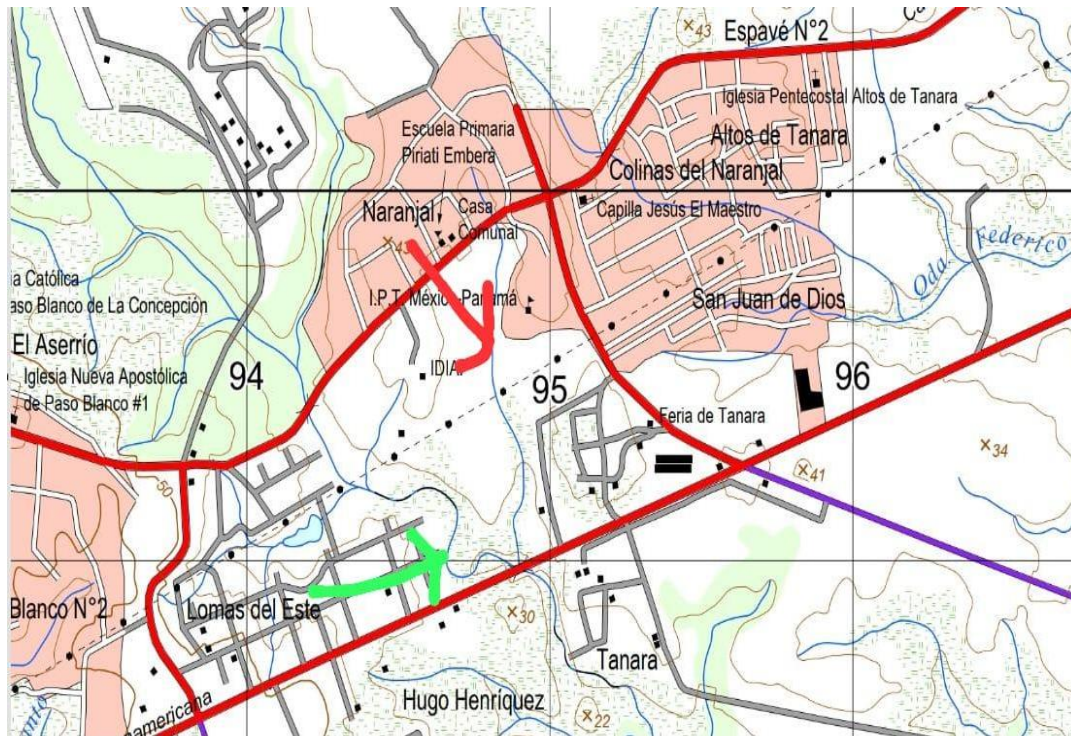 43
Espavé N°2
Iglesia Pentecostal Altos de Tanara
Escuela Primaria
Piriati Emberá
Altos de Tanara
Colinas del Naranjal
Naranjal
Casa
Comunal
Capilla Jesús El Maestro
Qda. Federico
ia Católica
aso Blanco de La Concepción
I.P.T. México-Panamá
San Juan de Dios
El Aserrío
Iglesia Nueva Apostólica
de Paso Blanco #1
94
IDIAP
95
96
Feria de Tanara
34
41
50
Blanco N°2
Lomas del Este
30
Tanara
Hugo Henríquez
namericana
22